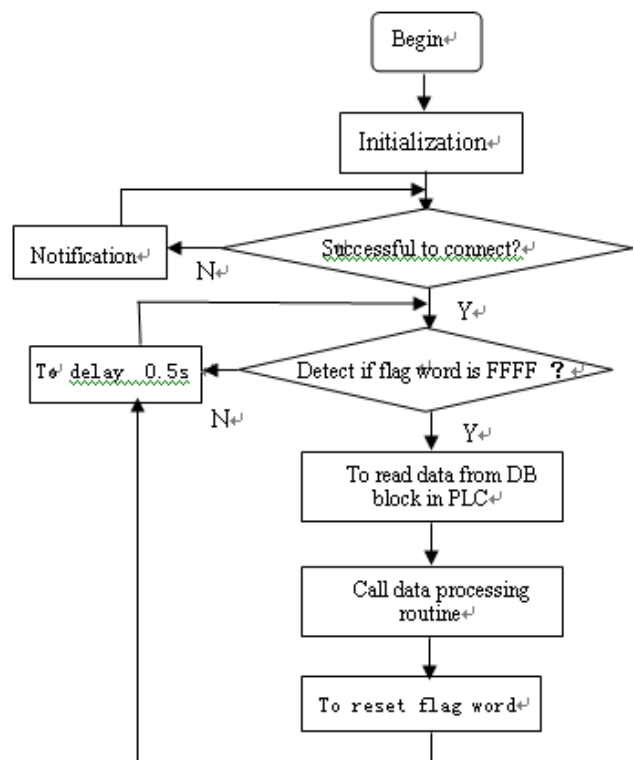 Begin↵
Initialization↵
Notification↵
Successful to connect?↵
N↵
Y↵
To↵ delay 0.5s
Detect if flag word is FFFF ?↵
N↵
Y↵
To read data from DB
block in PLC↵
Call data processing
routine↵
To reset flag word↵